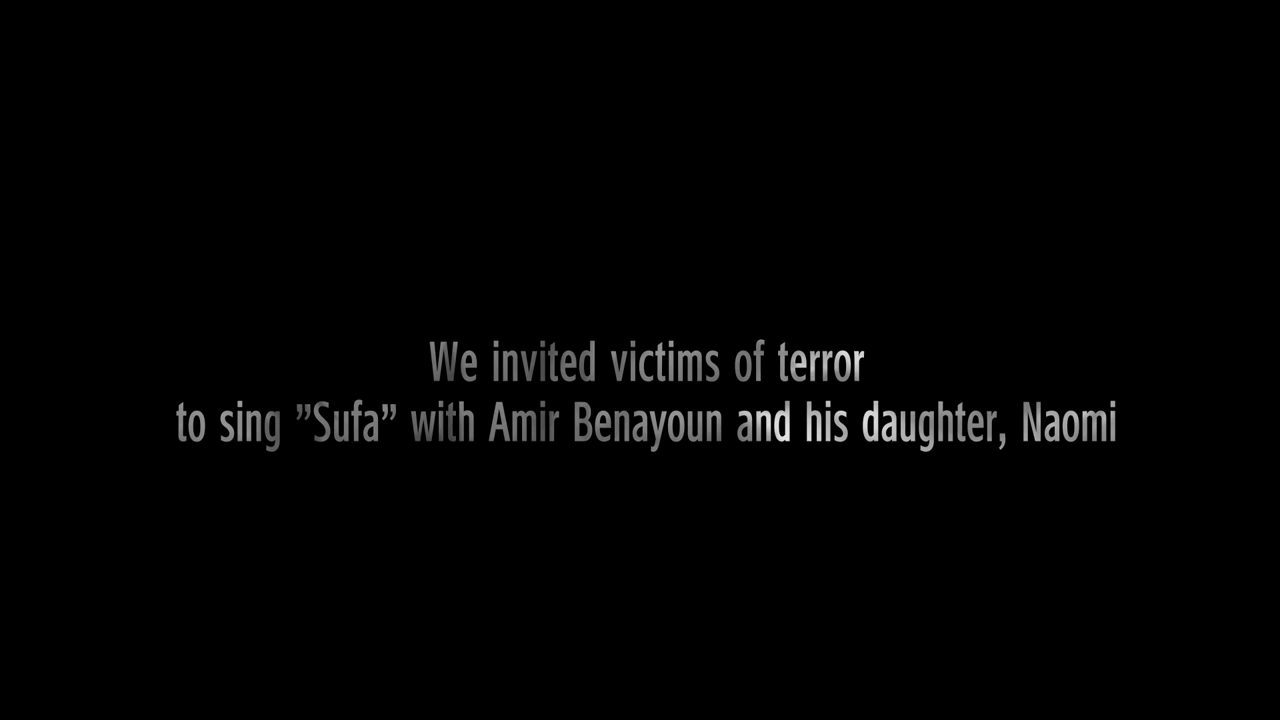 We invited victims of terror
to sing ”Sufa” with Amir Benayoun and his daughter, Naomi